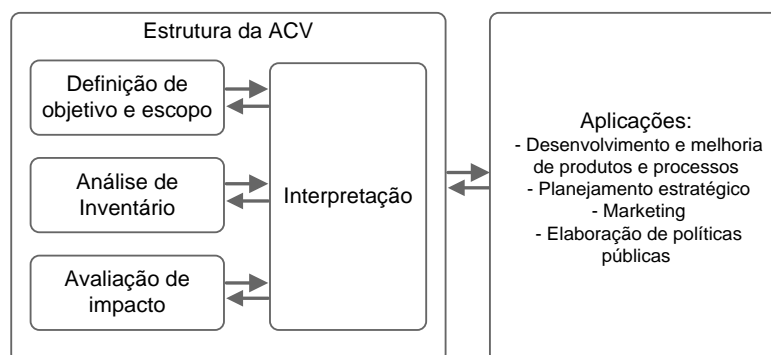 Estrutura da ACV
Definição de
objetivo e escopo
Análise de
Inventário
Avaliação de
impacto
Interpretação
Aplicações:
- Desenvolvimento e melhoria
de produtos e processos
- Planejamento estratégico
- Marketing
- Elaboração de políticas
públicas